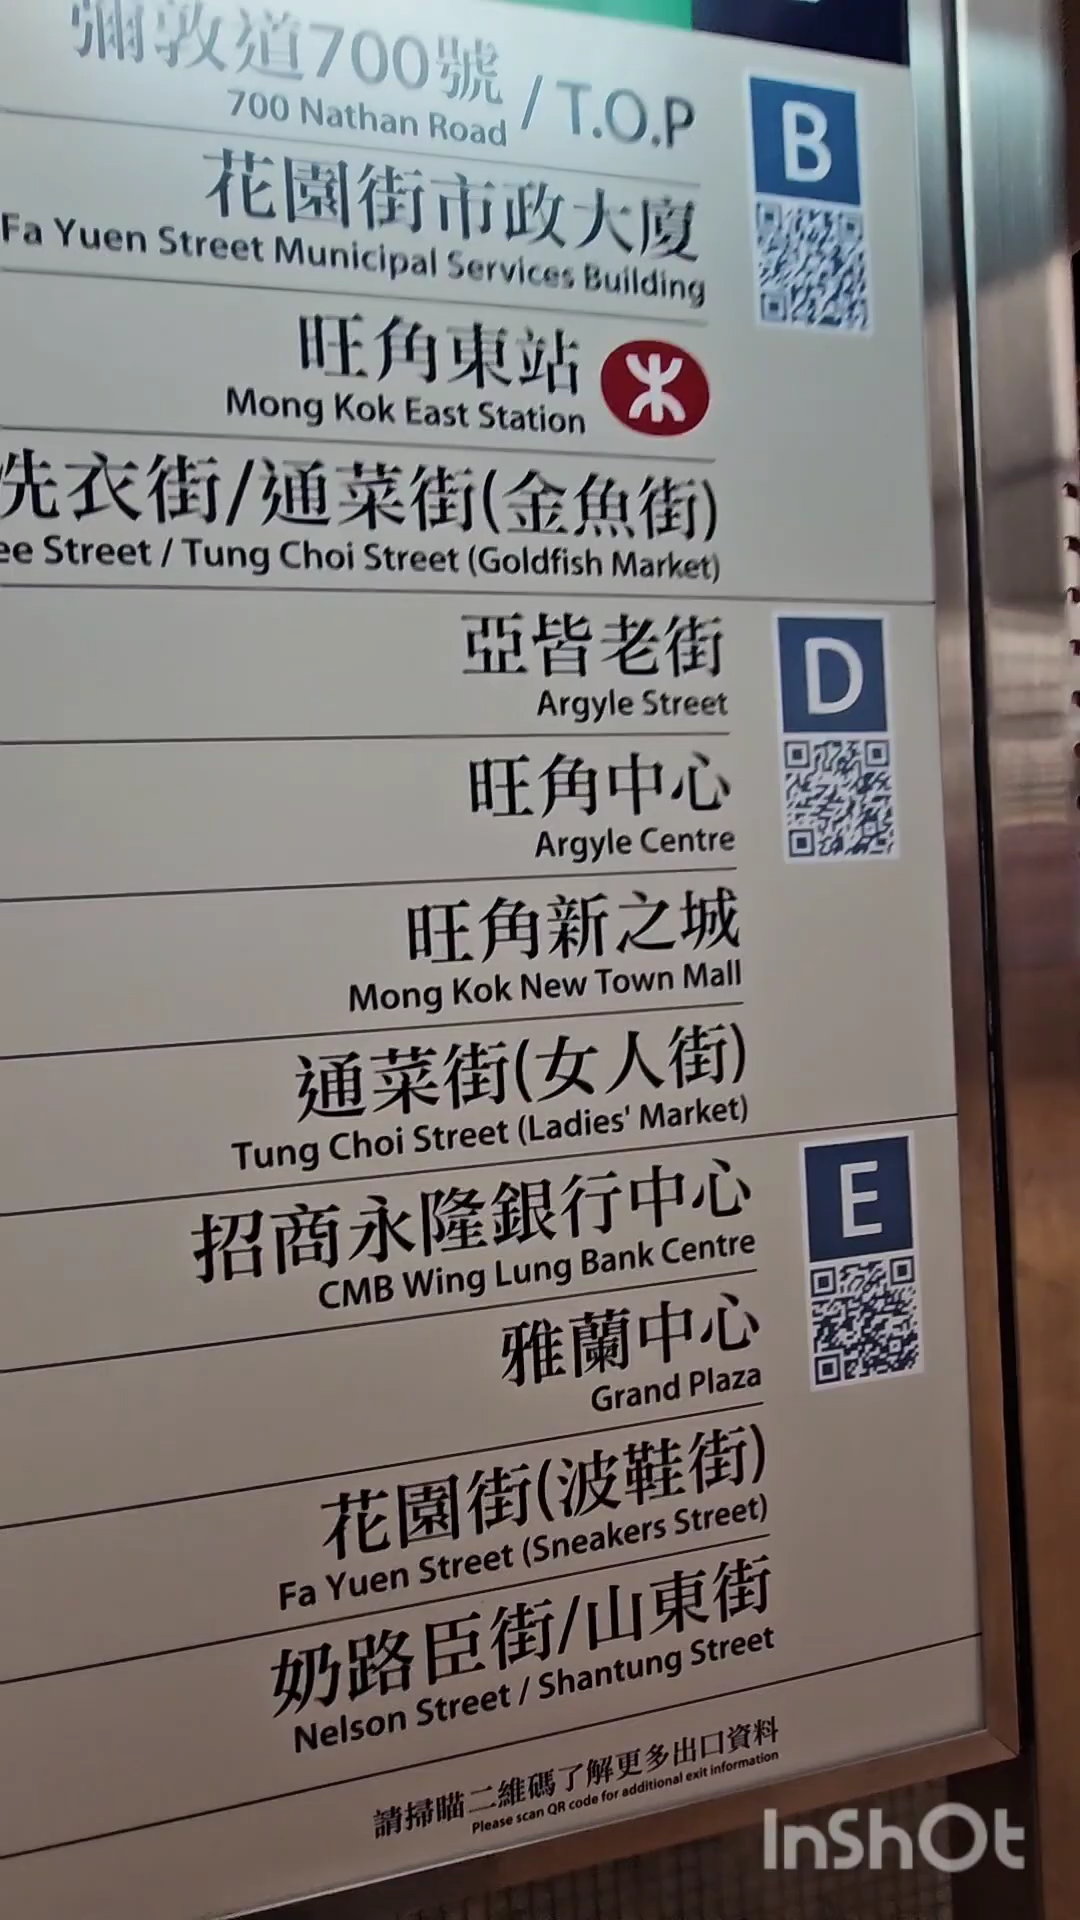 彌敦道700號 / T.O.P
700 Nathan Road
B
花園街市政大廈
Fa Yuen Street Municipal Services Building
旺角東站
Mong Kok East Station
洗衣街/通菜街(金魚街)
ee Street / Tung Choi Street (Goldfish Market)
亞皆老街
Argyle Street
D
旺角中心
Argyle Centre
旺角新之城
Mong Kok New Town Mall
通菜街(女人街)
Tung Choi Street (Ladies' Market)
招商永隆銀行中心
CMB Wing Lung Bank Centre
E
雅蘭中心
Grand Plaza
花園街(波鞋街)
Fa Yuen Street (Sneakers Street)
奶路臣街/山東街
Nelson Street / Shantung Street
請掃瞄二維碼了解更多出口資料
Please scan QR code for additional exit information
InShOt